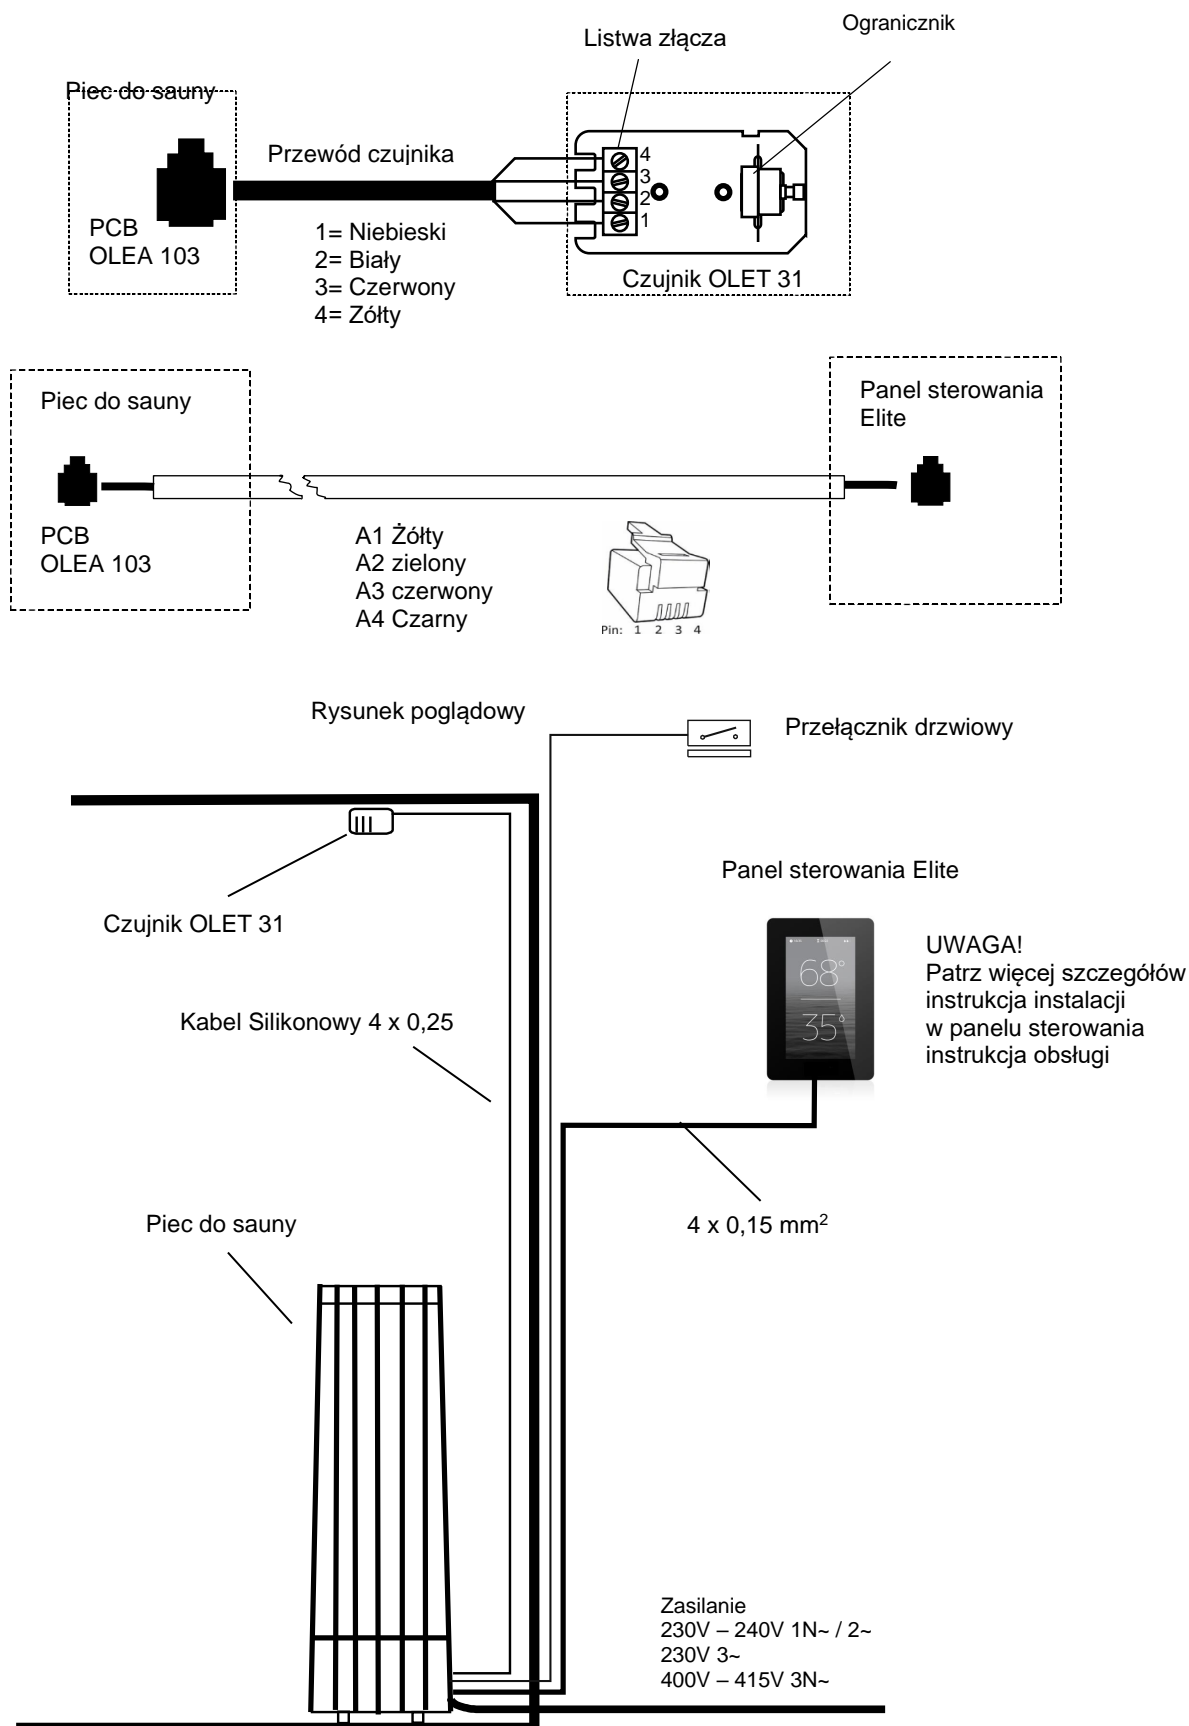 Ogranicznik
Listwa złącza
Piec do sauny
Przewód czujnika
4
3
2
1
PCB
OLEA 103
1= Niebieski
2= Biały
3= Czerwony
4= Zółty
Czujnik OLET 31
Piec do sauny
Panel sterowania
Elite
PCB
OLEA 103
A1 Żółty
A2 zielony
A3 czerwony
A4 Czarny
Pin: 1 2 3 4
Rysunek poglądowy
Przełącznik drzwiowy
Panel sterowania Elite
Czujnik OLET 31
68°
35
UWAGA!
Patrz więcej szczegółów
instrukcja instalacji
w panelu sterowania
instrukcja obsługi
Kabel Silikonowy 4 x 0,25
4 x 0,15 mm²
Piec do sauny
Zasilanie
230V – 240V 1N~ / 2~
230V 3~
400V – 415V 3N~